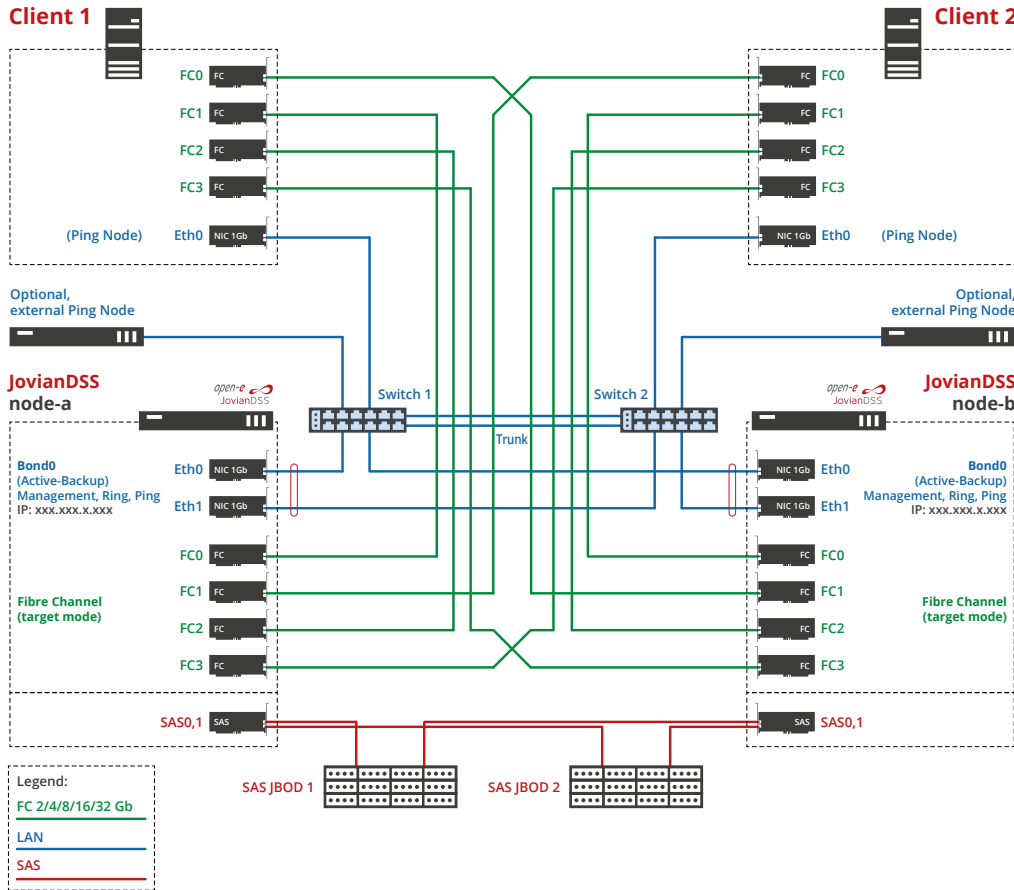 Client 1
Client 2
FC0 FC
FC FC0
FC1 FC
FC FC1
FC2 FC
FC FC2
FC3 FC
FC FC3
(Ping Node) Eth0 NIC 1Gb
NIC 1Gb Eth0 (Ping Node)
Optional,
external Ping Node
Optional,
external Ping Node
JovianDSS
node-a
open-e
JovianDSS
Switch 1
Switch 2
Trunk
open-e
JovianDSS
JovianDSS
node-b
Bond0
(Active-Backup)
Management, Ring, Ping
IP: xxx.xxx.x.xxx
Eth0 NIC 1Gb
Eth1 NIC 1Gb
NIC 1Gb Eth0
NIC 1Gb Eth1
Bond0
(Active-Backup)
Management, Ring, Ping
IP: xxx.xxx.x.xxx
FC0 FC
FC FC0
FC1 FC
FC FC1
Fibre Channel
(target mode)
Fibre Channel
(target mode)
FC2 FC
FC FC2
FC3 FC
FC FC3
SAS0,1 SAS
SAS SAS0,1
SAS JBOD 1
SAS JBOD 2
Legend:
FC 2/4/8/16/32 Gb
LAN
SAS